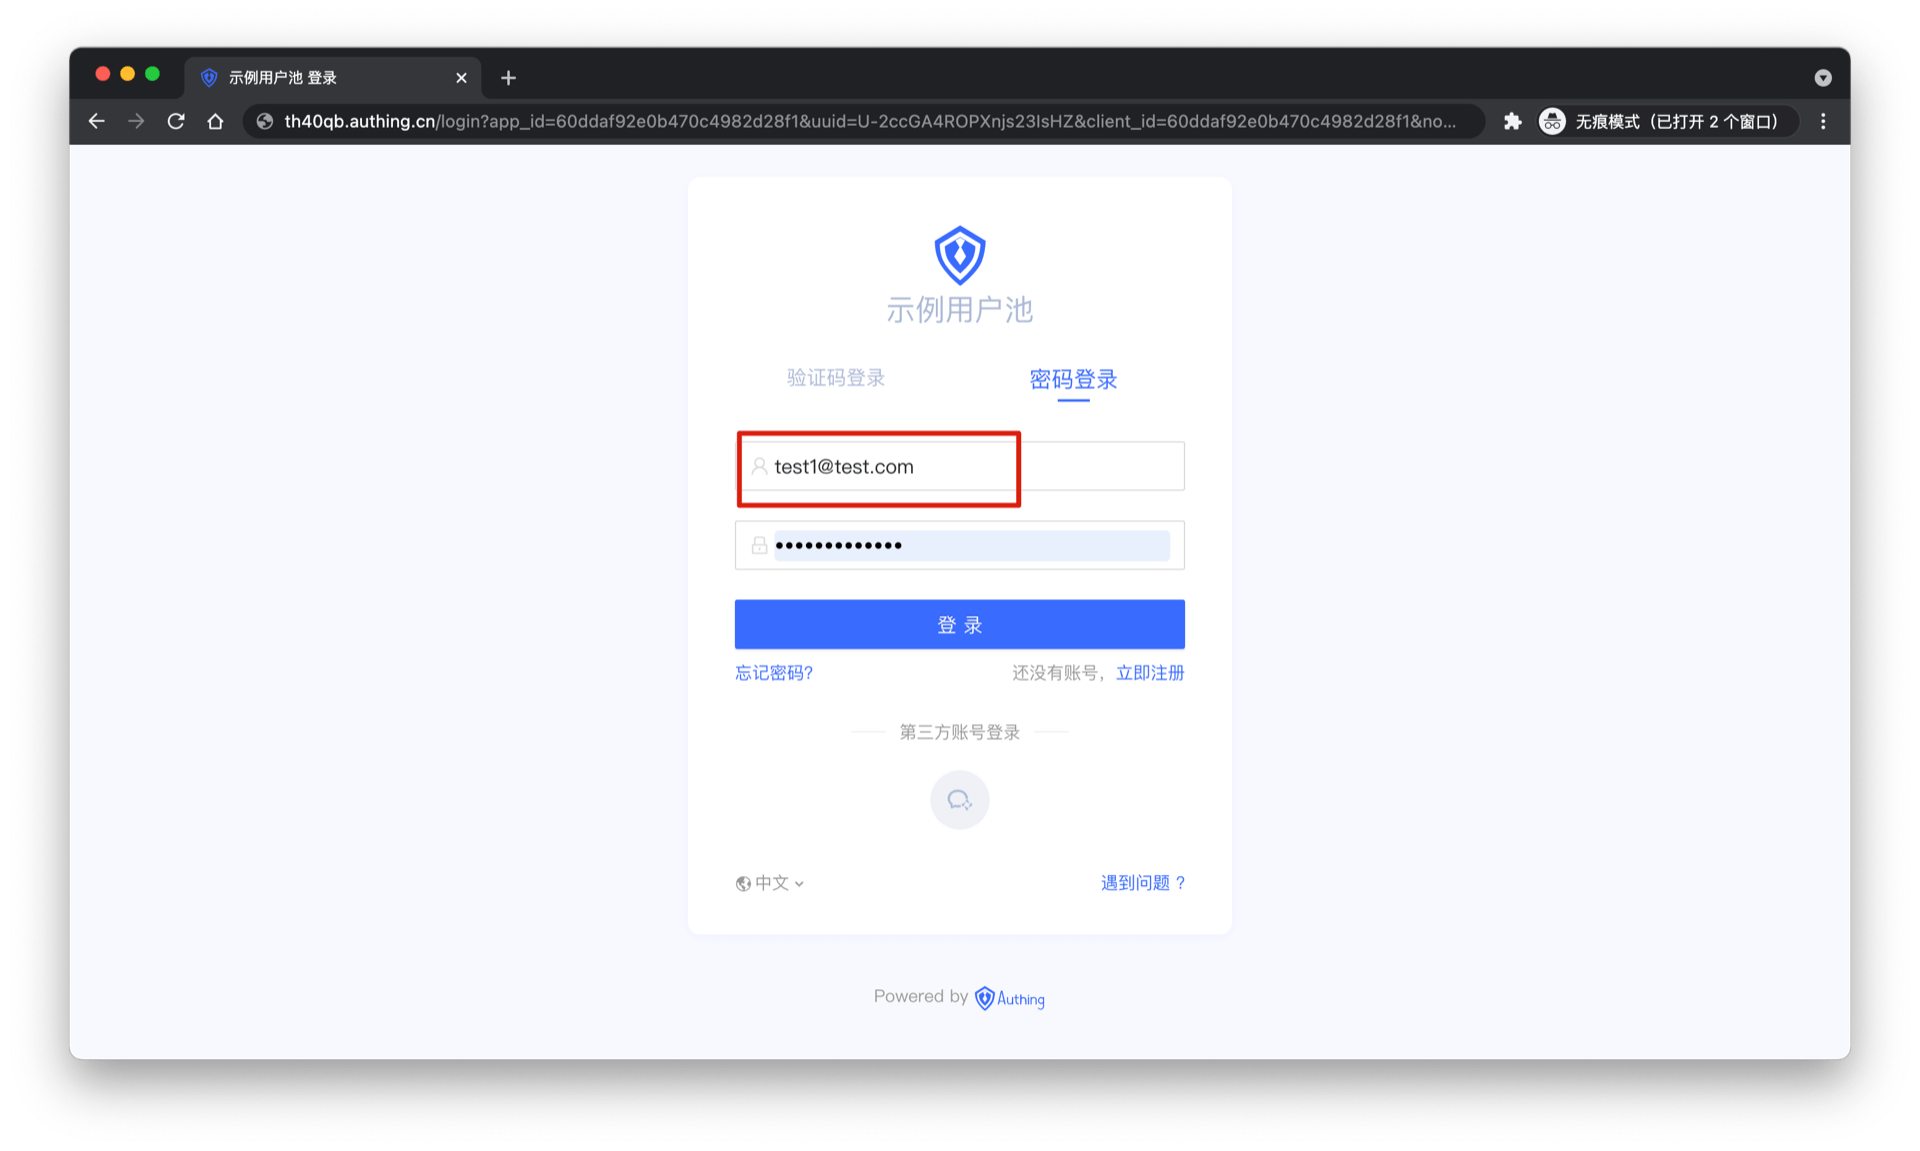 示例用户池 登录
th40qb.authing.cn/login?app_id=60ddaf92e0b470c4982d28f1&uuid=U-2ccGA4ROPXnjs23IsHZ&client_id=60ddaf92e0b470c4982d28f1&no...
无痕模式（已打开 2 个窗口）
示例用户池
验证码登录 密码登录
test1@test.com
•••••••••••••
登 录
忘记密码? 还没有账号，立即注册
第三方账号登录
中文 遇到问题 ?
Powered by Authing